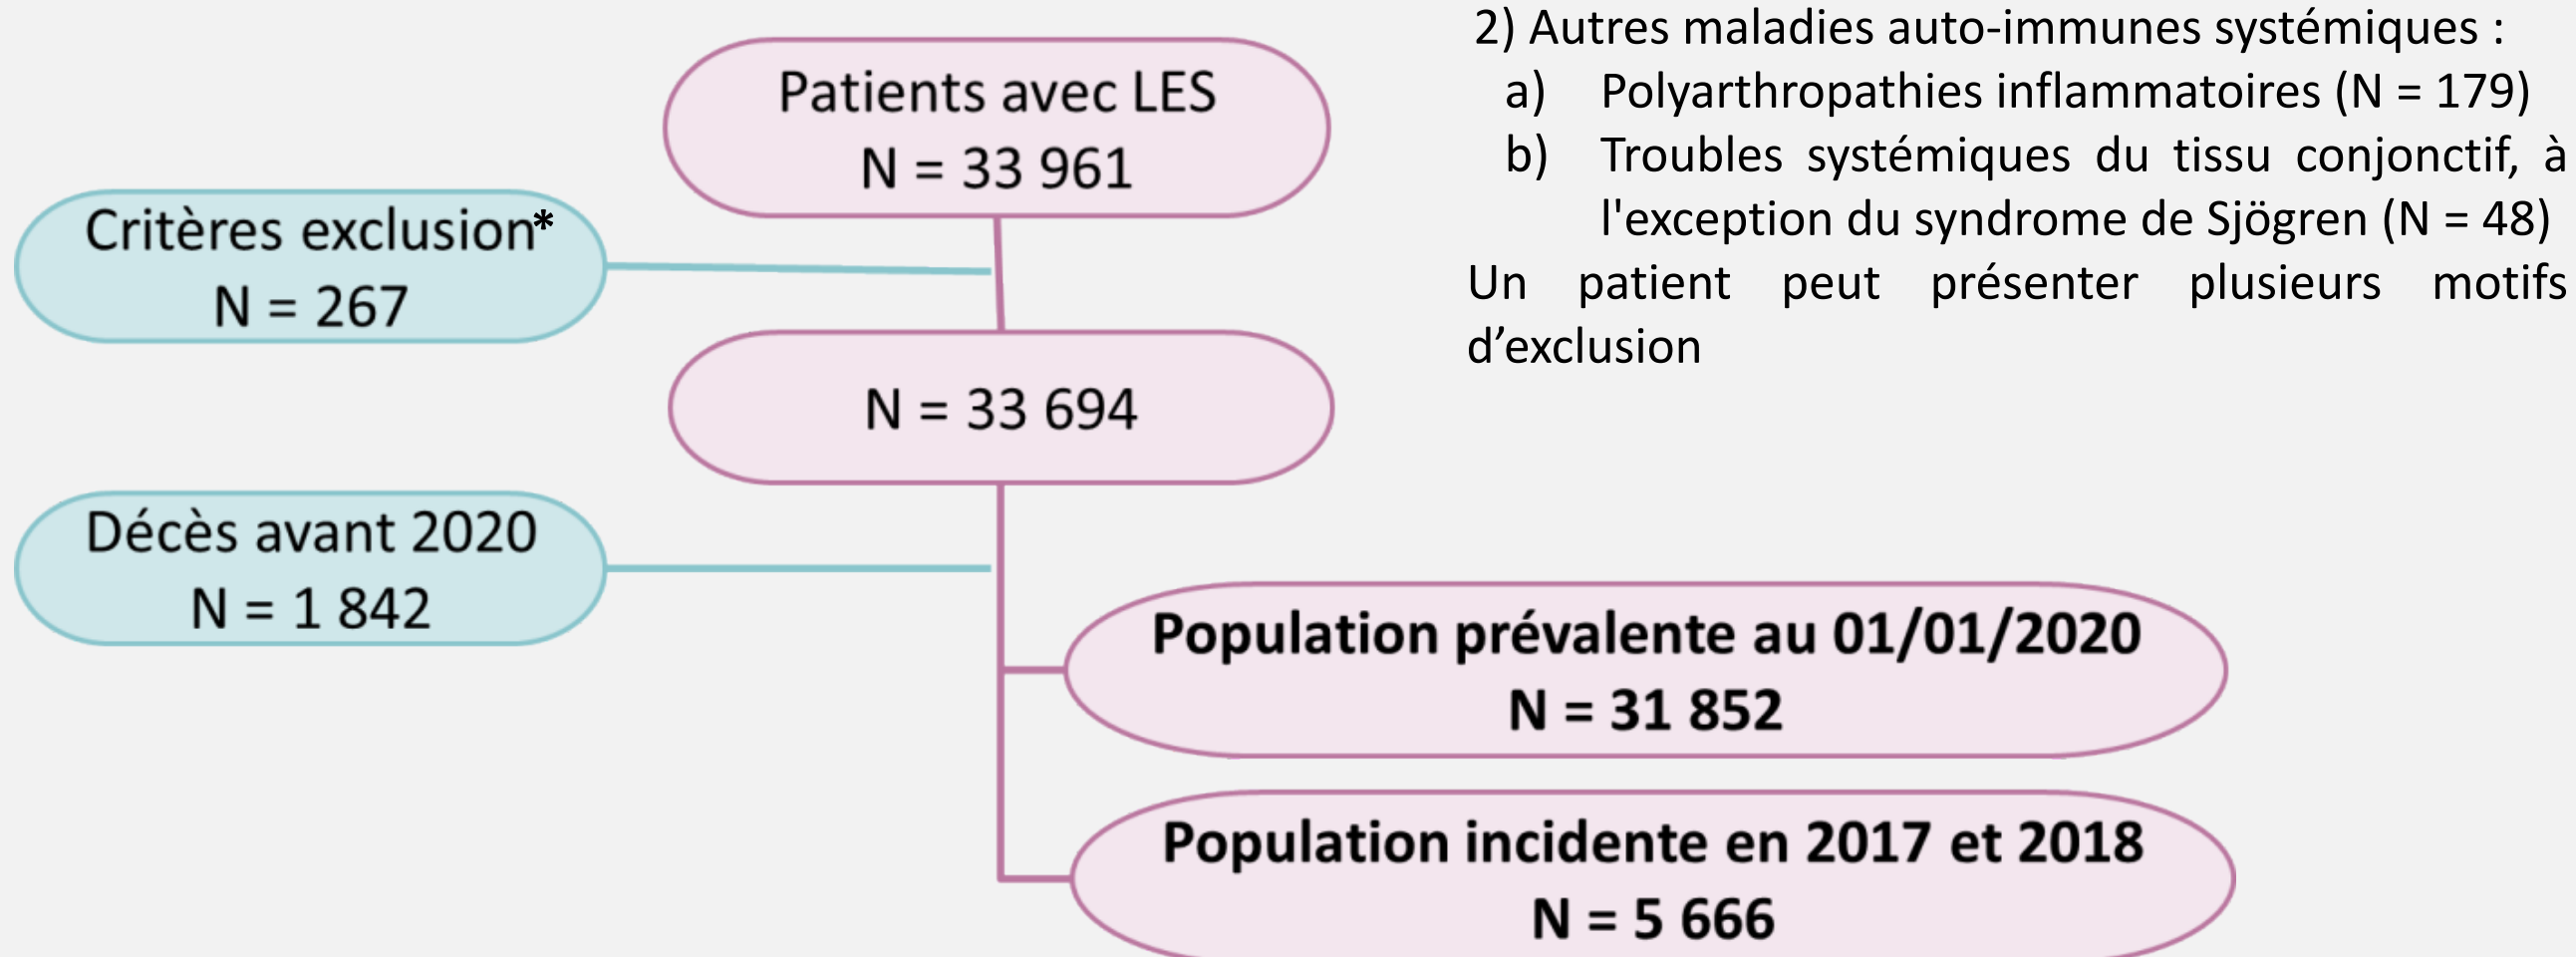 Patients avec LES
N = 33 961
Critères exclusion*
N = 267
N = 33 694
Décès avant 2020
N = 1 842
Population prévalente au 01/01/2020
N = 31 852
Population incidente en 2017 et 2018
N = 5 666
2) Autres maladies auto-immunes systémiques :
a) Polyarthropathies inflammatoires (N = 179)
b) Troubles systémiques du tissu conjonctif, à
l'exception du syndrome de Sjögren (N = 48)
Un patient peut présenter plusieurs motifs
d’exclusion